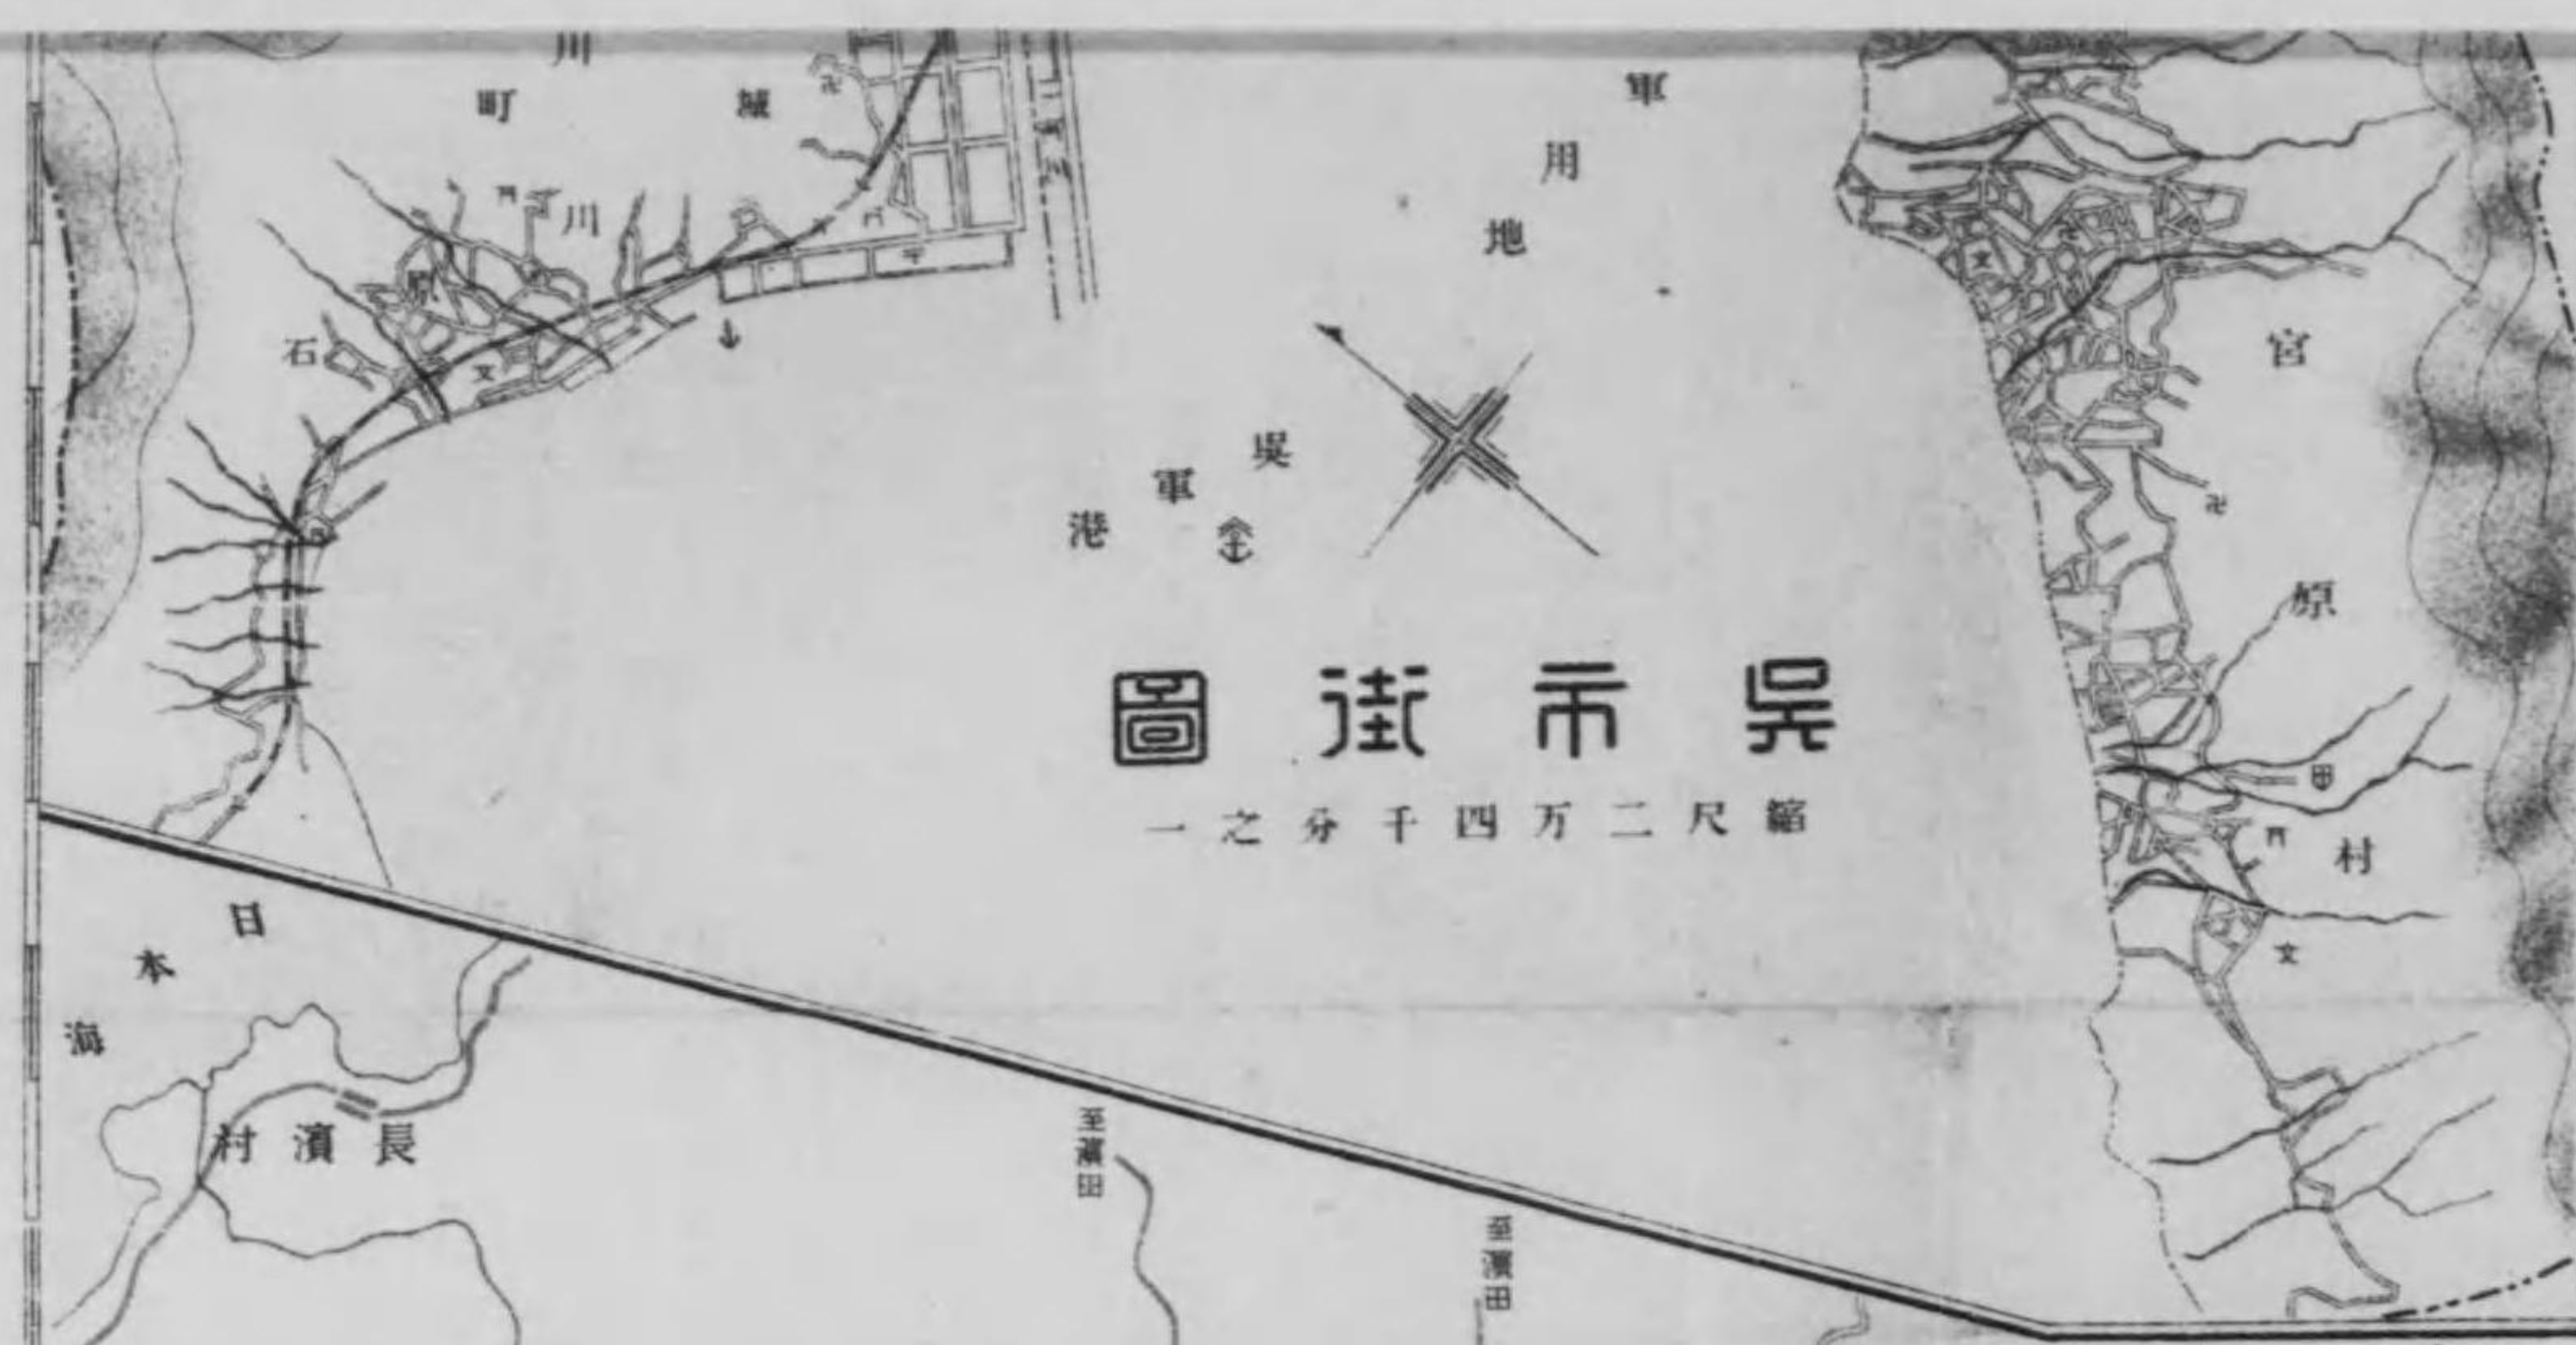 呉市街圖
縮尺二万四千分之一
呉軍港
軍用地
宮原村
川
町
城
川
石
日本海
長濱村
至濱田
至濱田